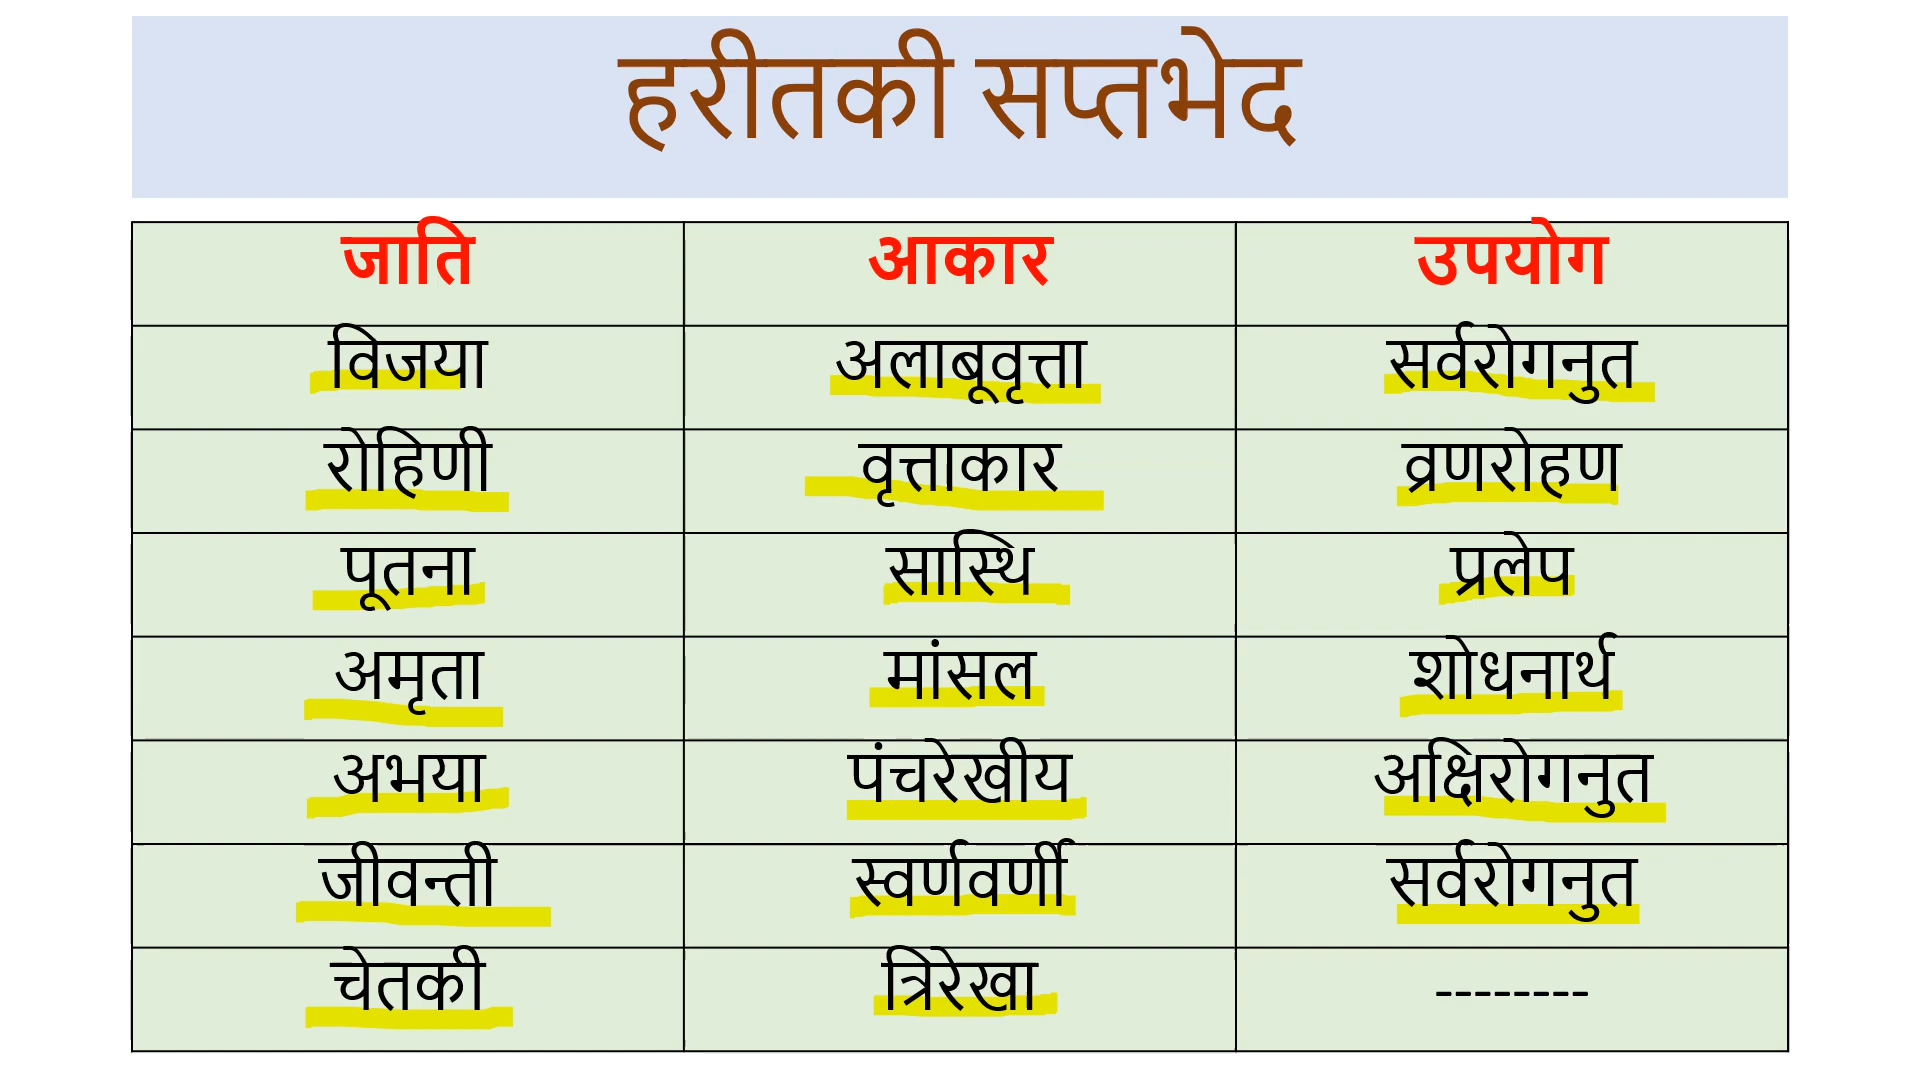 हरीतकी सप्तभेद
जाति आकार उपयोग
विजया अलाबूवृत्ता सर्वरोगनुत
रोहिणी वृत्ताकार व्रणरोहण
पूतना सास्थि प्रलेप
अमृता मांसल शोधनार्थ
अभया पंचरेखीय अक्षिरोगनुत
जीवन्ती स्वर्णवर्णी सर्वरोगनुत
चेतकी त्रिरेखा --------